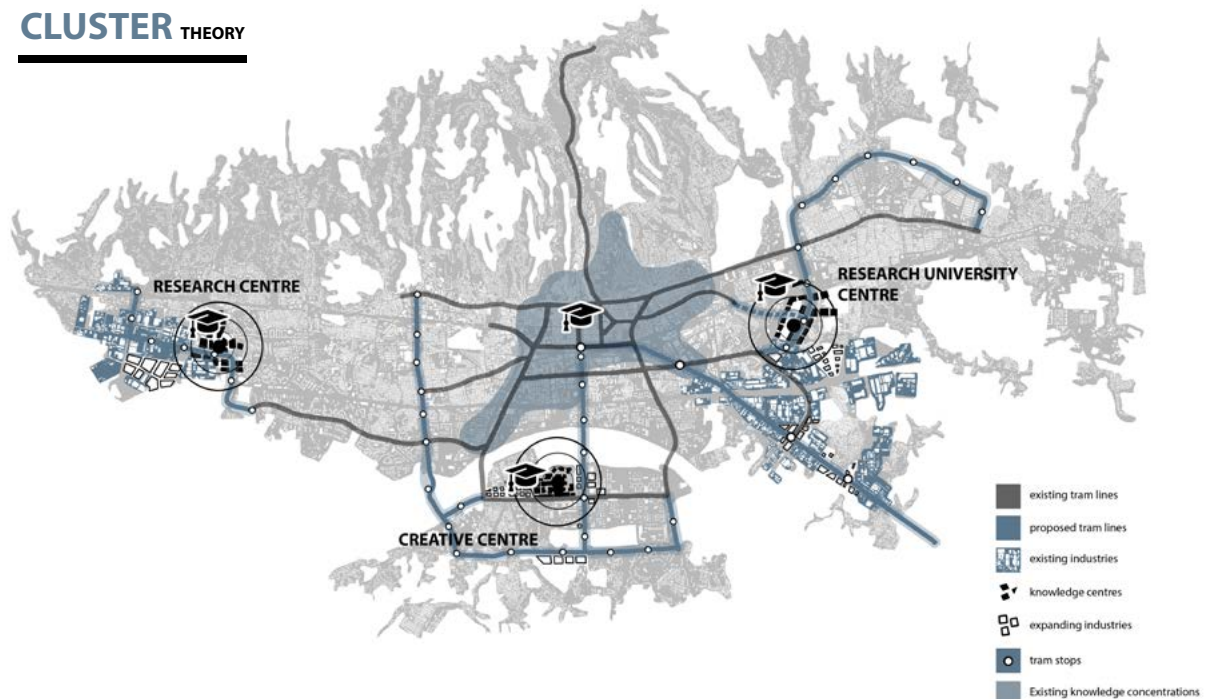 CLUSTER THEORY
RESEARCH CENTRE
RESEARCH UNIVERSITY
CENTRE
CREATIVE CENTRE
existing tram lines
proposed tram lines
existing industries
knowledge centres
expanding industries
tram stops
Existing knowledge concentrations